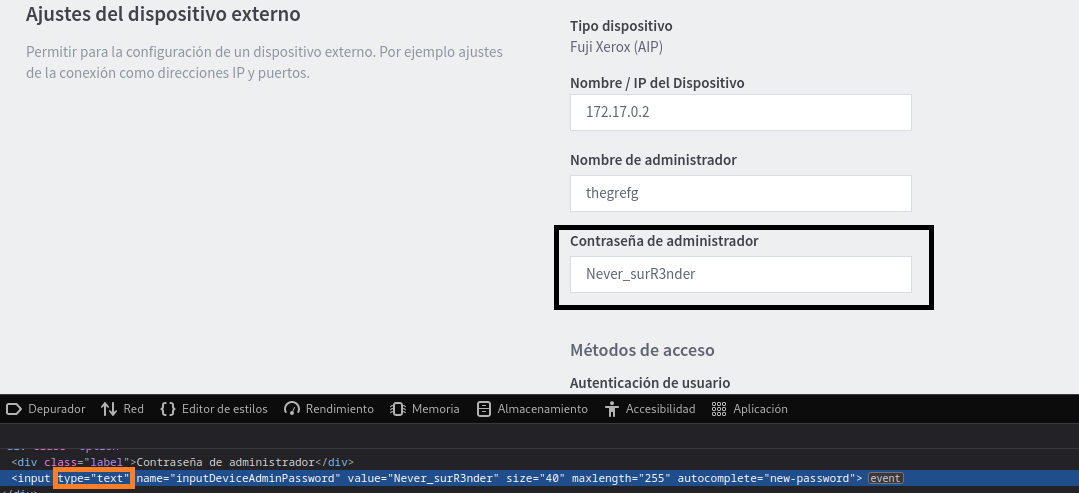 Ajustes del dispositivo externo
Permitir para la configuración de un dispositivo externo. Por ejemplo ajustes
de la conexión como direcciones IP y puertos.
Tipo dispositivo
Fuji Xerox (AIP)
Nombre / IP del Dispositivo
172.17.0.2
Nombre de administrador
thegrefg
Contraseña de administrador
Never_surR3nder
Métodos de acceso
Autenticación de usuario
Depurador Red Editor de estilos Rendimiento Memoria Almacenamiento Accesibilidad Aplicación
<div class="label">Contraseña de administrador</div>
<input type="text" name="inputDeviceAdminPassword" value="Never_surR3nder" size="40" maxlength="255" autocomplete="new-password"> event